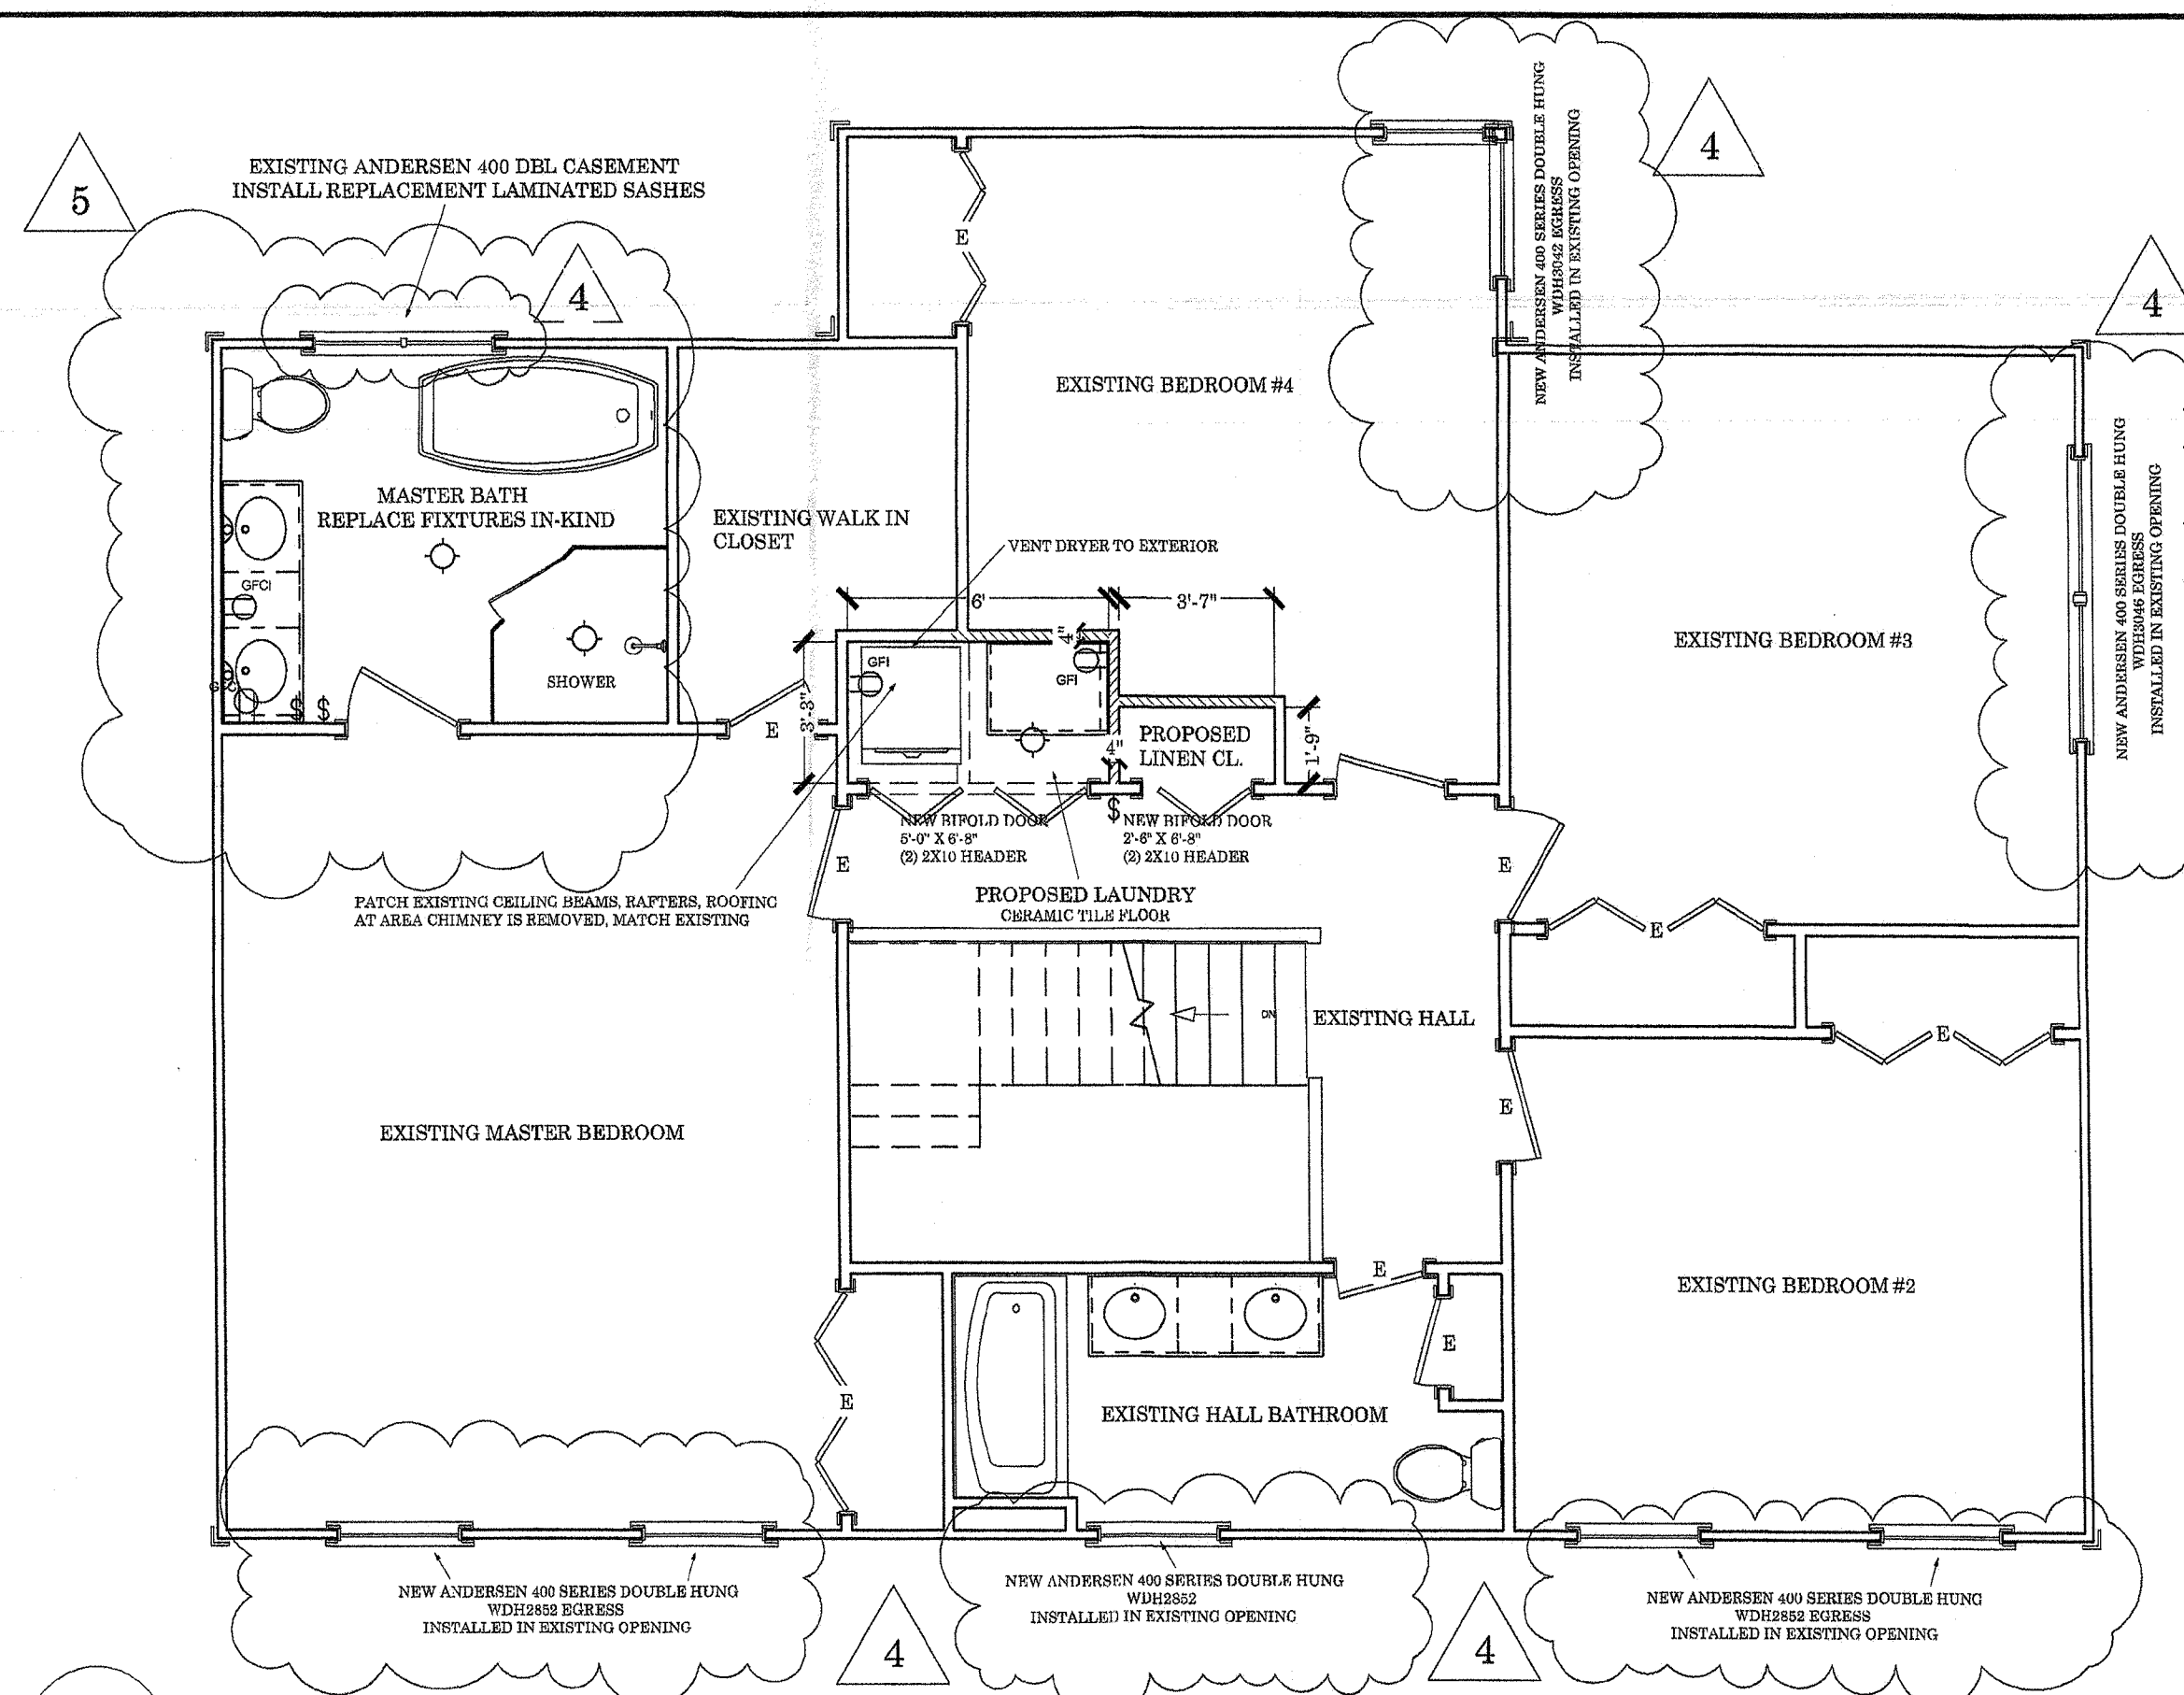 5
EXISTING ANDERSEN 400 DBL CASEMENT
INSTALL REPLACEMENT LAMINATED SASHES
4
NEW ANDERSEN 400 SERIES DOUBLE HUNG
WDH3042 EGRESS
INSTALLED IN EXISTING OPENING
4
4
E
EXISTING BEDROOM #4
MASTER BATH
REPLACE FIXTURES IN-KIND
EXISTING WALK IN
CLOSET
VENT DRYER TO EXTERIOR
GFCI
6'
3'-7"
4"
SHOWER
GFI
GFI
$ $
E
3'-3"
4"
PROPOSED
LINEN CL.
1'-9"
EXISTING BEDROOM #3
NEW ANDERSEN 400 SERIES DOUBLE HUNG
WDH3046 EGRESS
INSTALLED IN EXISTING OPENING
$
NEW BIFOLD DOOR
5'-0" X 6'-8"
(2) 2X10 HEADER
NEW BIFOLD DOOR
2'-6" X 6'-8"
(2) 2X10 HEADER
E
E
PROPOSED LAUNDRY
CERAMIC TILE FLOOR
PATCH EXISTING CEILING BEAMS, RAFTERS, ROOFING
AT AREA CHIMNEY IS REMOVED, MATCH EXISTING
E
DN
EXISTING HALL
E
E
EXISTING MASTER BEDROOM
E
EXISTING BEDROOM #2
E
E
EXISTING HALL BATHROOM
NEW ANDERSEN 400 SERIES DOUBLE HUNG
WDH2852 EGRESS
INSTALLED IN EXISTING OPENING
NEW ANDERSEN 400 SERIES DOUBLE HUNG
WDH2852
INSTALLED IN EXISTING OPENING
NEW ANDERSEN 400 SERIES DOUBLE HUNG
WDH2852 EGRESS
INSTALLED IN EXISTING OPENING
4
4